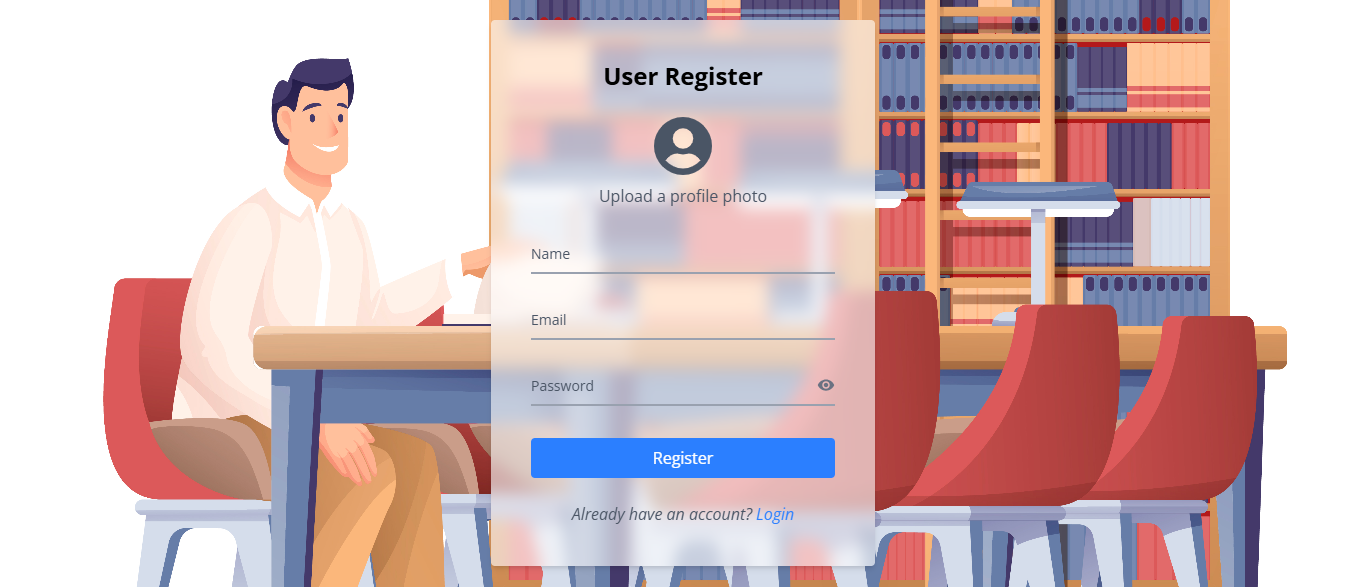 User Register
Upload a profile photo
Name
Email
Password
Register
Already have an account? Login